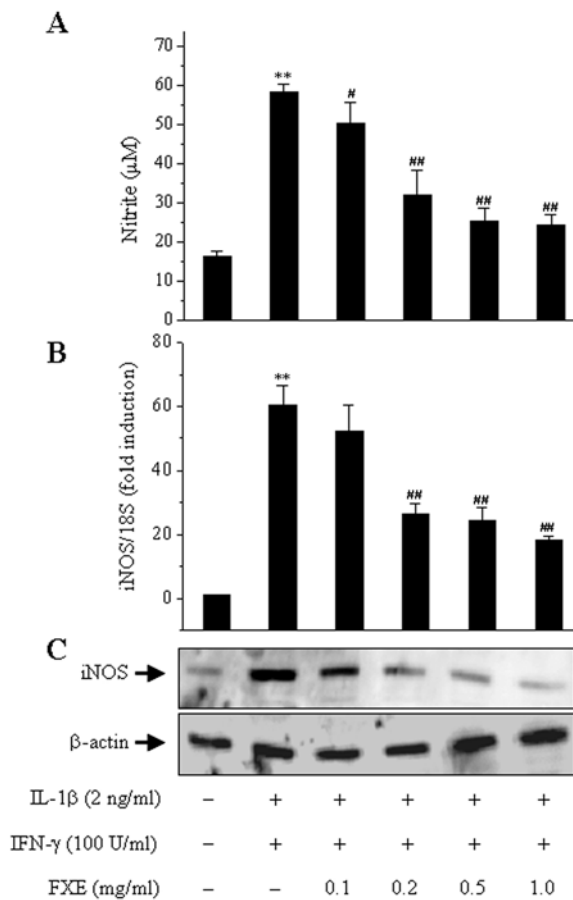 A
Nitrite (μM)
70
60
50
40
30
20
10
0
**
#
##
##
##
B
iNOS/18S (fold induction)
80
60
40
20
0
**
##
##
##
C
iNOS
β-actin
IL-1β (2 ng/ml) – + + + + +
IFN-γ (100 U/ml) – + + + + +
FXE (mg/ml) – – 0.1 0.2 0.5 1.0